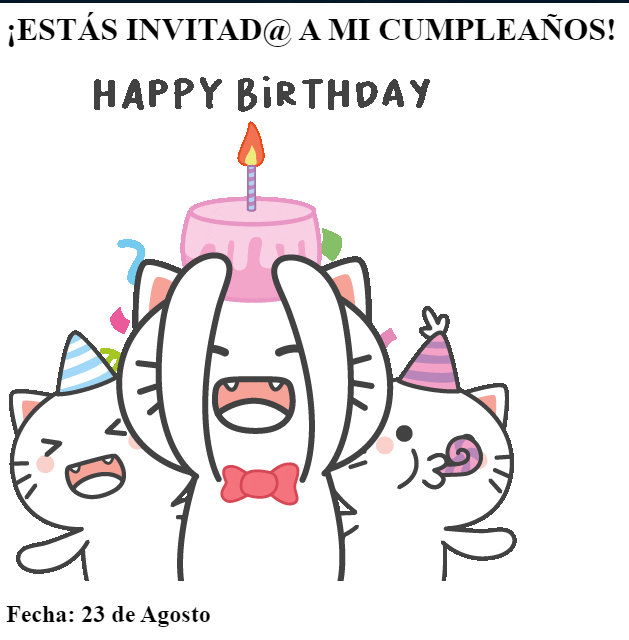 ¡ESTÁS INVITAD@ A MI CUMPLEAÑOS!
HAPPY BiRTHDAY
Fecha: 23 de Agosto